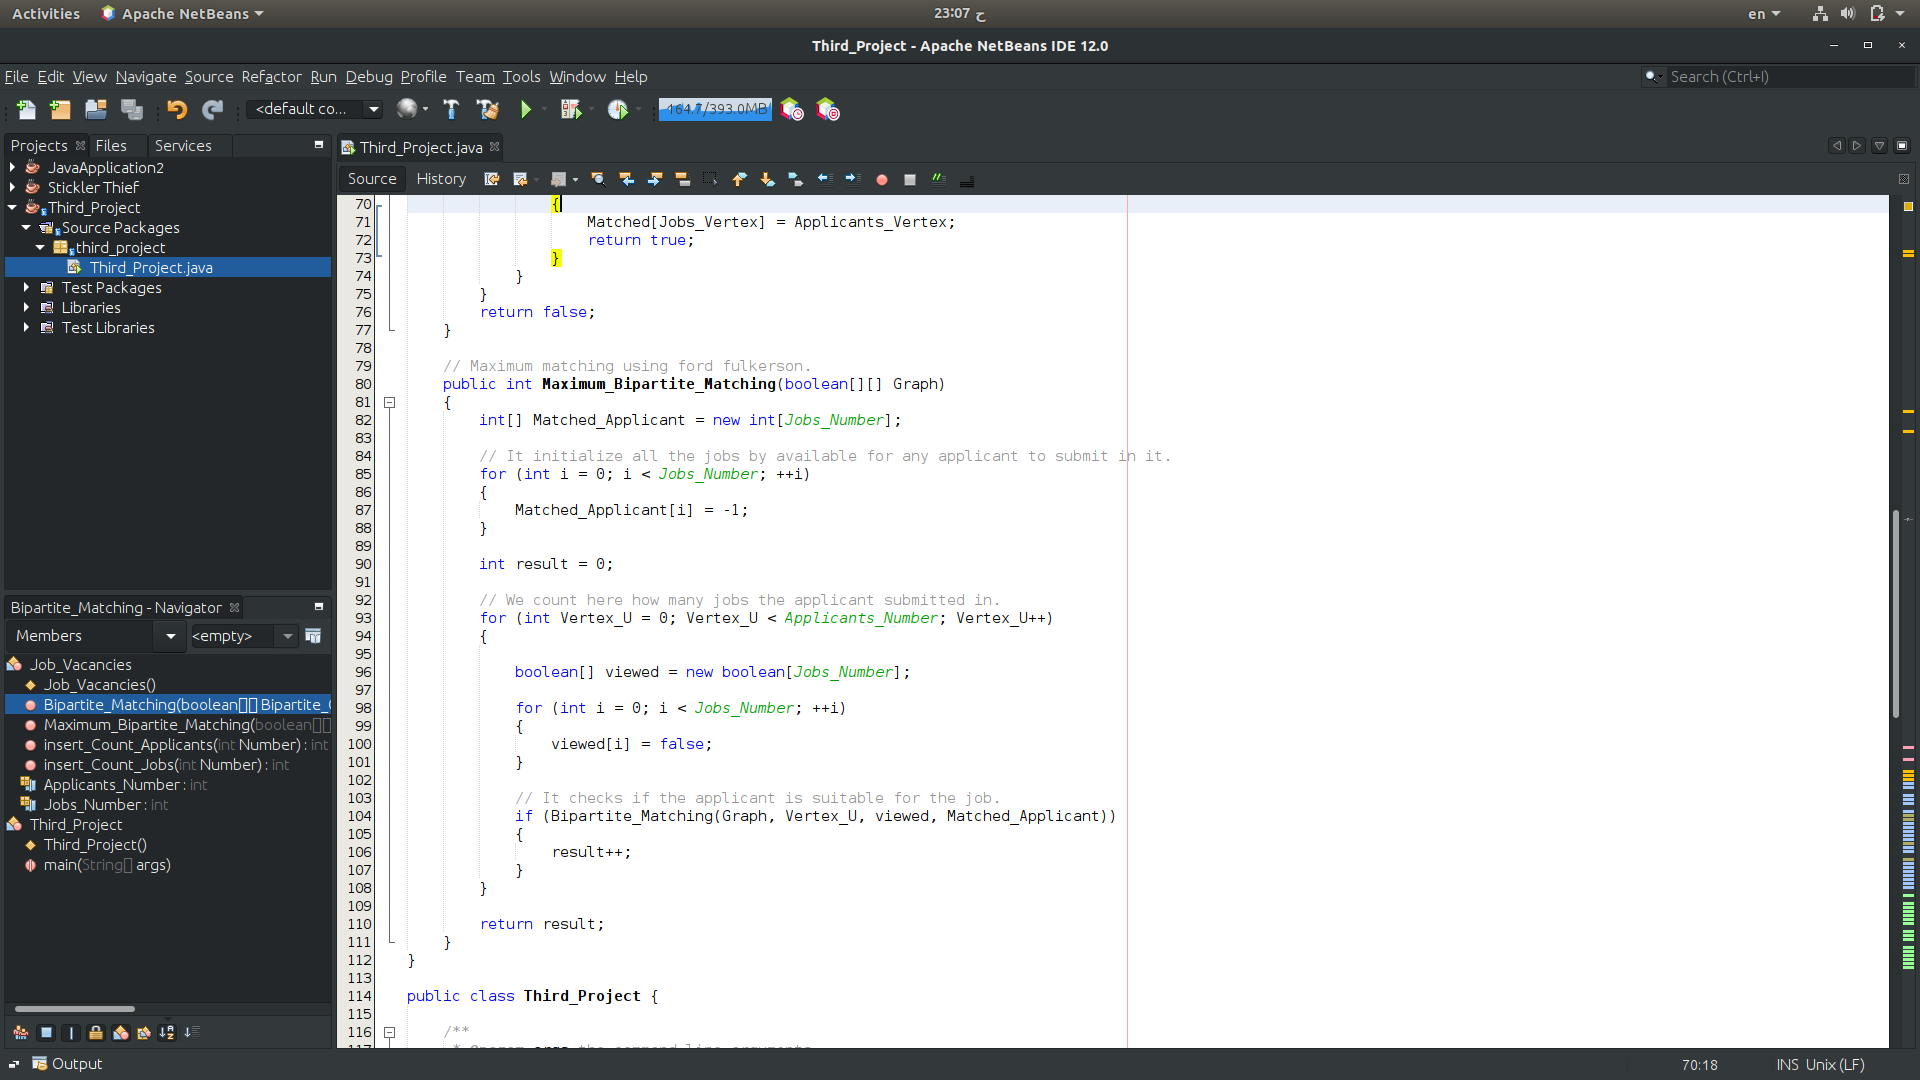 Activities Apache NetBeans 23:07 ح en
Third_Project - Apache NetBeans IDE 12.0
File Edit View Navigate Source Refactor Run Debug Profile Team Tools Window Help Search (Ctrl+I)
<default co... 164.7/393.0MB
Projects Files Services
JavaApplication2
Stickler Thief
Third_Project
Source Packages
third_project
Third_Project.java
Test Packages
Libraries
Test Libraries
Bipartite_Matching - Navigator
Members <empty>
Job_Vacancies
Job_Vacancies()
Bipartite_Matching(boolean[][] Bipartite_
Maximum_Bipartite_Matching(boolean[][]
insert_Count_Applicants(int Number) : int
insert_Count_Jobs(int Number) : int
Applicants_Number : int
Jobs_Number : int
Third_Project
Third_Project()
main(String[] args)
Third_Project.java
Source History
70 {
71 Matched[Jobs_Vertex] = Applicants_Vertex;
72 return true;
73 }
74 }
75 }
76 return false;
77 }
78
79 // Maximum matching using ford fulkerson.
80 public int Maximum_Bipartite_Matching(boolean[][] Graph)
81 {
82 int[] Matched_Applicant = new int[Jobs_Number];
83
84 // It initialize all the jobs by available for any applicant to submit in it.
85 for (int i = 0; i < Jobs_Number; ++i)
86 {
87 Matched_Applicant[i] = -1;
88 }
89
90 int result = 0;
91
92 // We count here how many jobs the applicant submitted in.
93 for (int Vertex_U = 0; Vertex_U < Applicants_Number; Vertex_U++)
94 {
95
96 boolean[] viewed = new boolean[Jobs_Number];
97
98 for (int i = 0; i < Jobs_Number; ++i)
99 {
100 viewed[i] = false;
101 }
102
103 // It checks if the applicant is suitable for the job.
104 if (Bipartite_Matching(Graph, Vertex_U, viewed, Matched_Applicant))
105 {
106 result++;
107 }
108 }
109
110 return result;
111 }
112 }
113
114 public class Third_Project {
115
116 /**
117 * @param args the command line arguments
Output 70:18 INS Unix (LF)